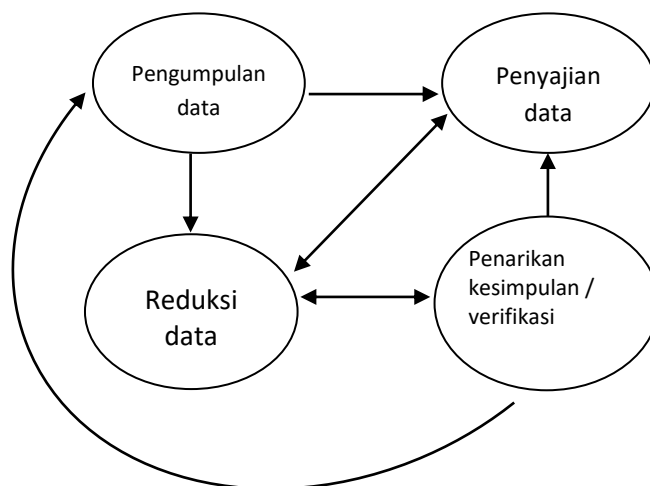 Pengumpulan
data
Penyajian
data
Reduksi
data
Penarikan
kesimpulan /
verifikasi